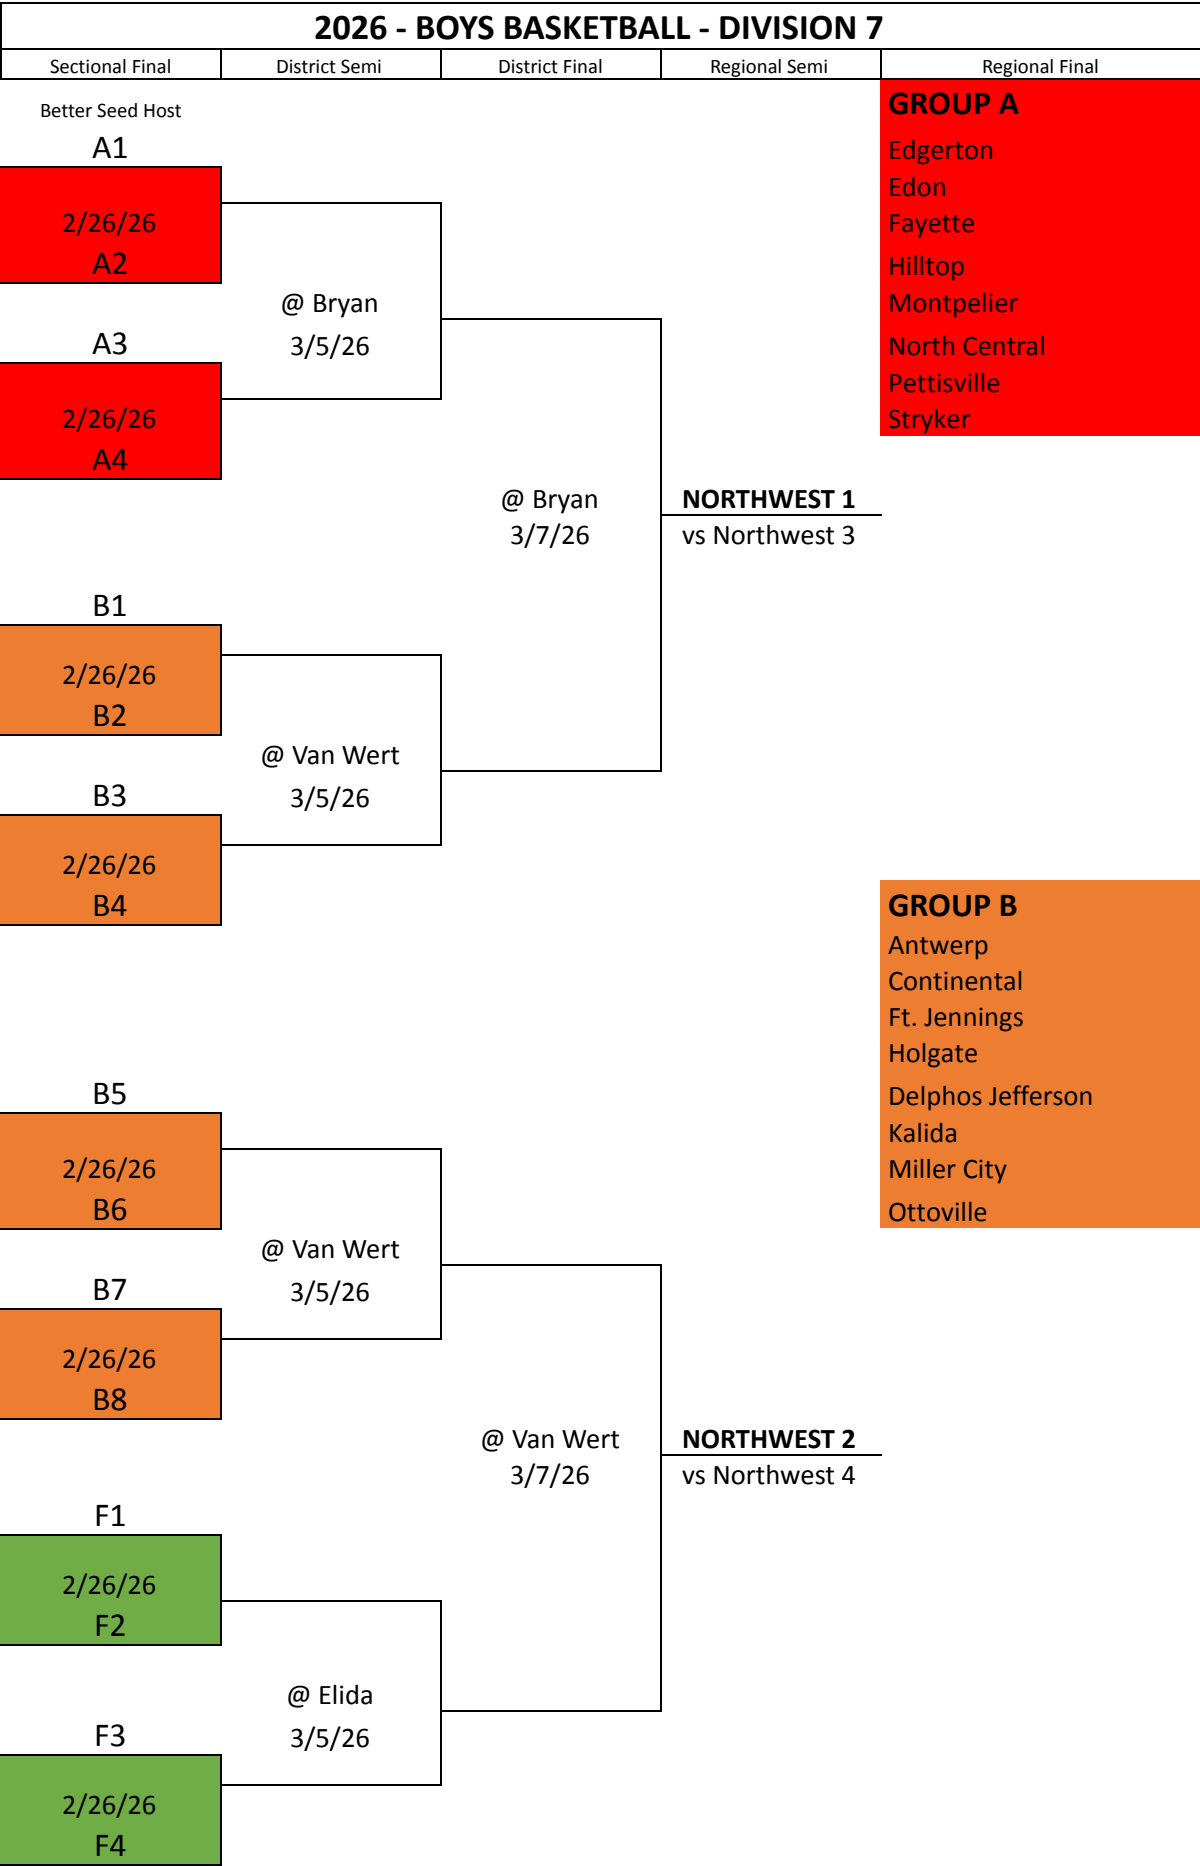 2026 - BOYS BASKETBALL - DIVISION 7
Sectional Final District Semi District Final Regional Semi Regional Final
Better Seed Host
A1
2/26/26
A2
A3
2/26/26
A4
@ Bryan
3/5/26
B1
2/26/26
B2
B3
2/26/26
B4
@ Van Wert
3/5/26
@ Bryan
3/7/26
NORTHWEST 1
vs Northwest 3
B5
2/26/26
B6
B7
2/26/26
B8
@ Van Wert
3/5/26
F1
2/26/26
F2
F3
2/26/26
F4
@ Elida
3/5/26
@ Van Wert
3/7/26
NORTHWEST 2
vs Northwest 4
GROUP A
Edgerton
Edon
Fayette
Hilltop
Montpelier
North Central
Pettisville
Stryker
GROUP B
Antwerp
Continental
Ft. Jennings
Holgate
Delphos Jefferson
Kalida
Miller City
Ottoville